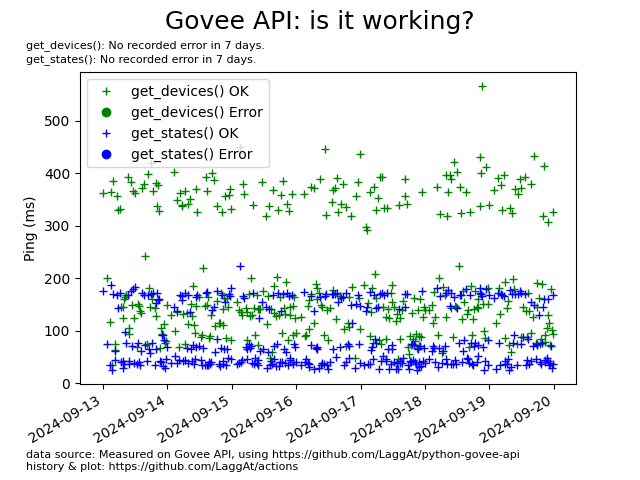 Govee API: is it working?
get_devices(): No recorded error in 7 days.
get_states(): No recorded error in 7 days.
get_devices() OK
get_devices() Error
get_states() OK
get_states() Error
Ping (ms)
500
400
300
200
100
0
2024-09-13
2024-09-14
2024-09-15
2024-09-16
2024-09-17
2024-09-18
2024-09-19
2024-09-20
data source: Measured on Govee API, using https://github.com/LaggAt/python-govee-api
history & plot: https://github.com/LaggAt/actions